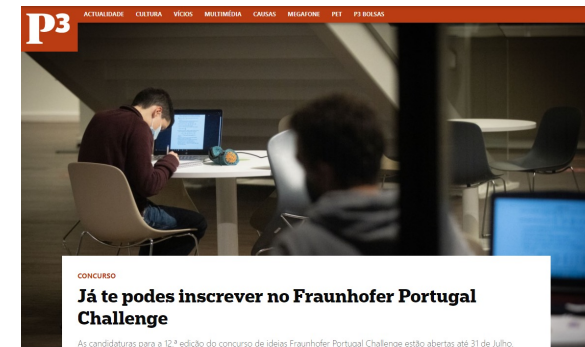 P3
ACTUALIDADE CULTURA VÍCIOS MULTIMÉDIA CAUSAS MEGAFONE PET P3 BOLSAS
CONCURSO
Já te podes inscrever no Fraunhofer Portugal
Challenge
As candidaturas para a 12.ª edição do concurso de ideias Fraunhofer Portugal Challenge estão abertas até 31 de Julho.